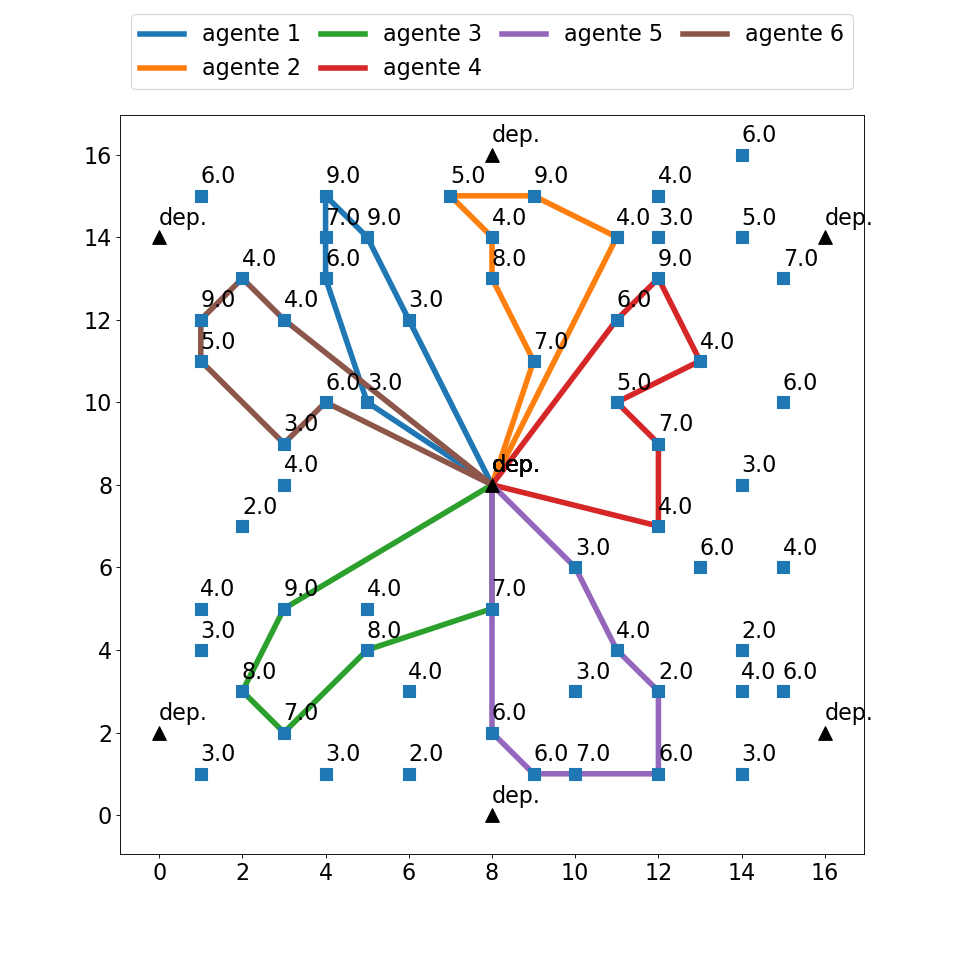 agente 1 agente 3 agente 5 agente 6
agente 2 agente 4
dep. 6.0
16
6.0 9.0 5.0 9.0 4.0
dep. 7.0 9.0 4.0 4.0 3.0 5.0 dep.
14
4.0 6.0 8.0 9.0 7.0
9.0 4.0 3.0 6.0
12
5.0 7.0 4.0
6.0 3.0 5.0 6.0
10
3.0 7.0
4.0 dep. 3.0
8
2.0 4.0
3.0 6.0 4.0
6
4.0 9.0 4.0 7.0
3.0 8.0 4.0 2.0
4
8.0 4.0 3.0 2.0 4.0 6.0
dep. 7.0 6.0 dep.
2
3.0 3.0 2.0 6.0 7.0 6.0 3.0
dep.
0
0 2 4 6 8 10 12 14 16